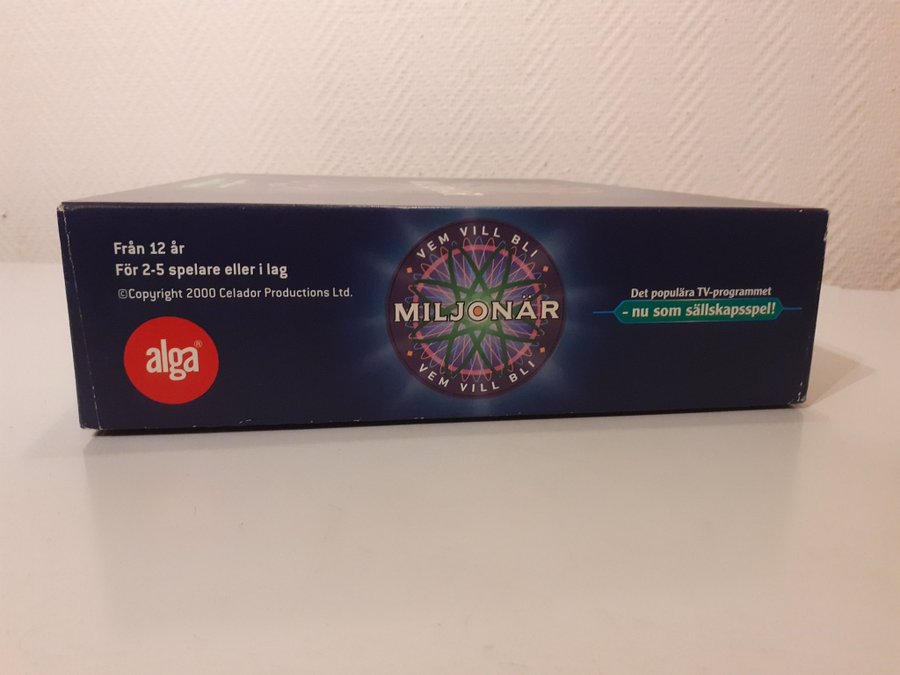 Från 12 år
För 2-5 spelare eller i lag
©Copyright 2000 Celador Productions Ltd.
alga®
VEM VILL BLI
MILJONÄR
VEM VILL BLI
Det populära TV-programmet
- nu som sällskapsspel!